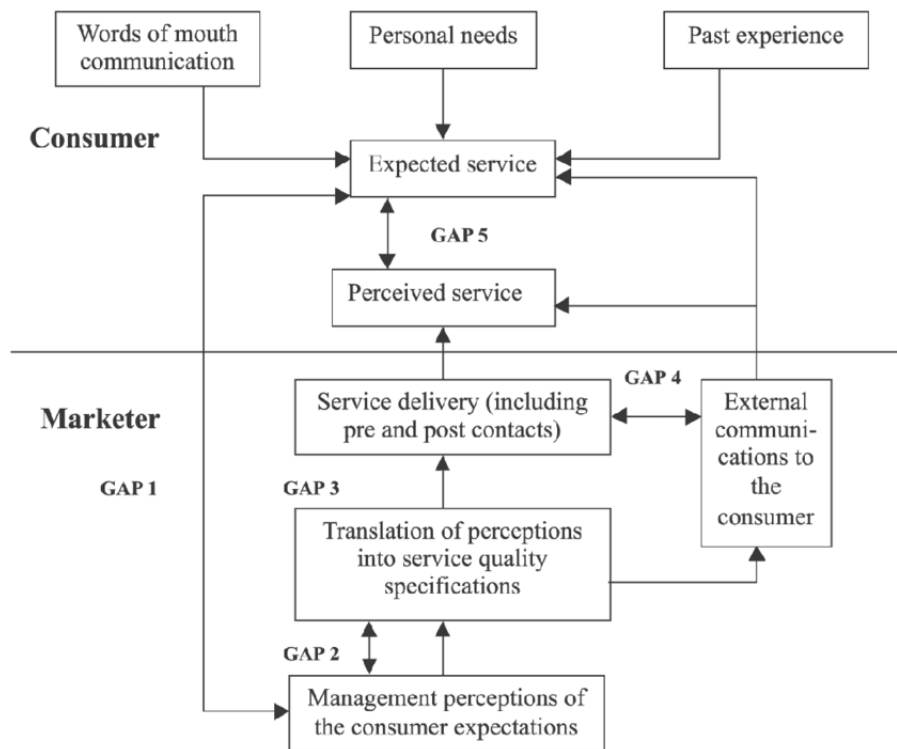 Words of mouth
communication
Personal needs
Past experience
Consumer
Expected service
GAP 5
Perceived service
GAP 4
Marketer
Service delivery (including
pre and post contacts)
External
communi-
cations to
the
consumer
GAP 1
GAP 3
Translation of perceptions
into service quality
specifications
GAP 2
Management perceptions of
the consumer expectations